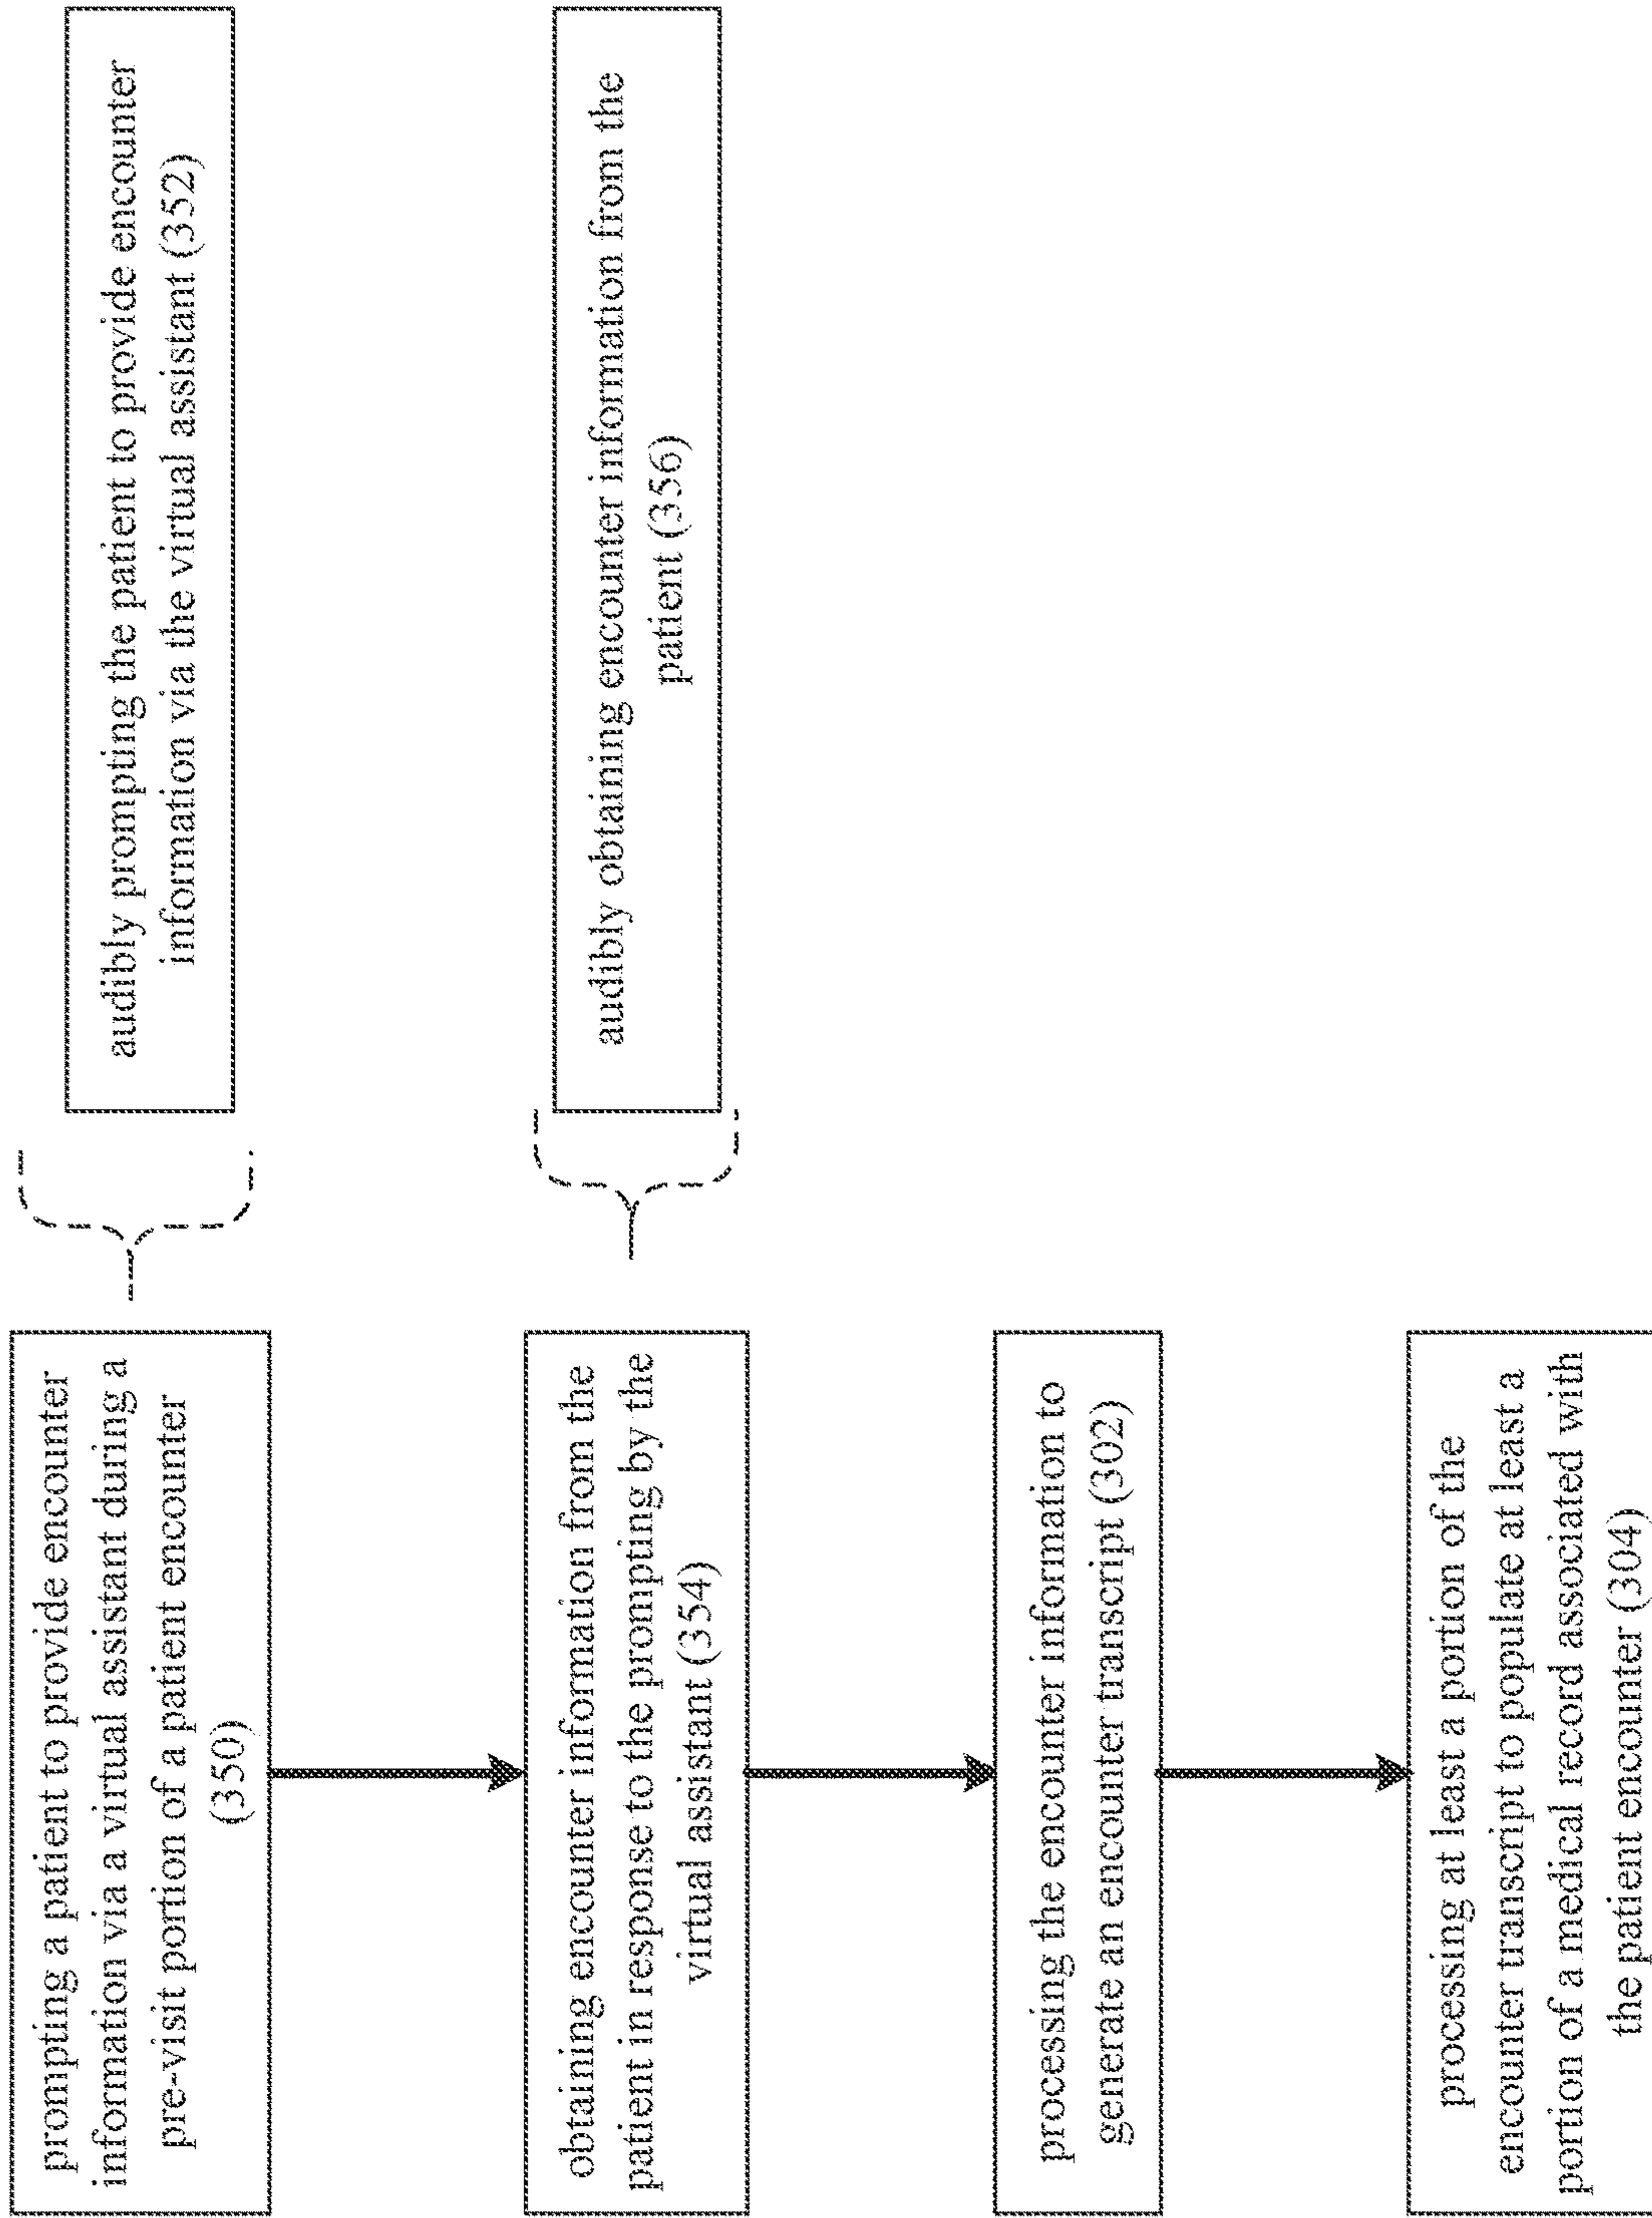 prompting a patient to provide encounter
information via a virtual assistant during a
pre-visit portion of a patient encounter
(350)
audibly prompting the patient to provide encounter
information via the virtual assistant (352)
obtaining encounter information from the
patient in response to the prompting by the
virtual assistant (354)
audibly obtaining encounter information from the
patient (356)
processing the encounter information to
generate an encounter transcript (302)
processing at least a portion of the
encounter transcript to populate at least a
portion of a medical record associated with
the patient encounter (304)